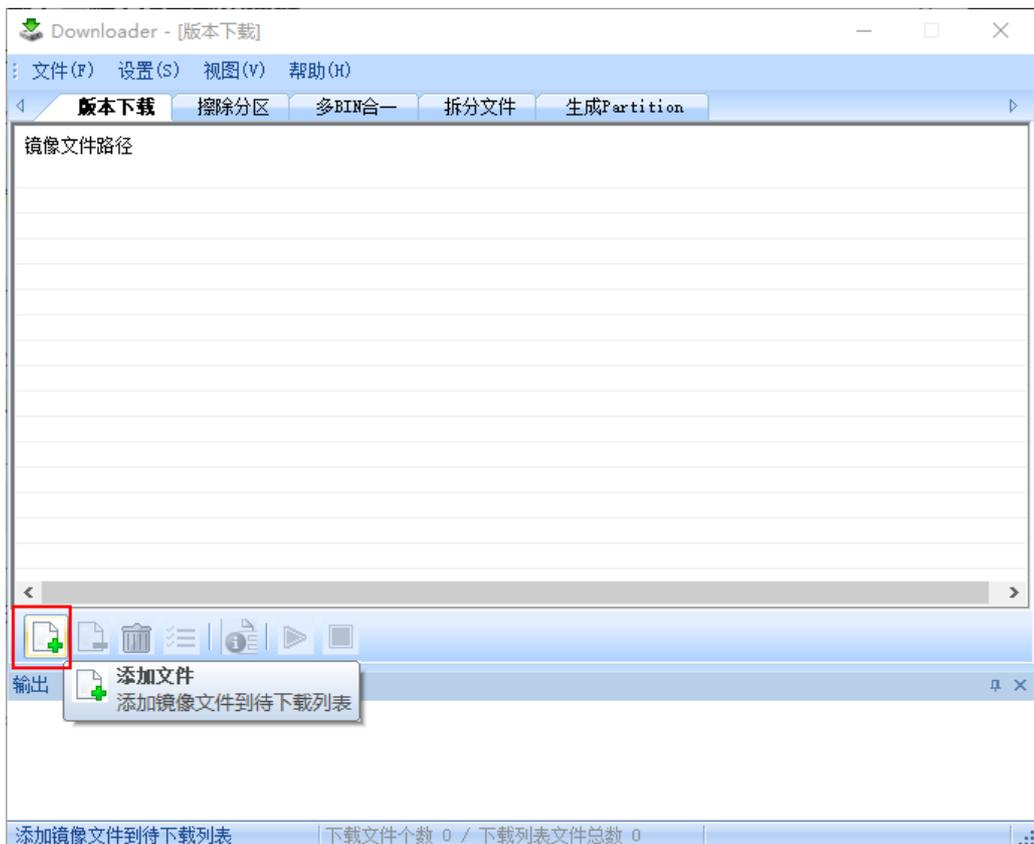 Downloader - [版本下载]
文件(F) 设置(S) 视图(V) 帮助(H)
版本下载 擦除分区 多BIN合一 拆分文件 生成Partition
镜像文件路径
添加文件
输出
添加镜像文件到待下载列表
添加镜像文件到待下载列表 下载文件个数 0 / 下载列表文件总数 0